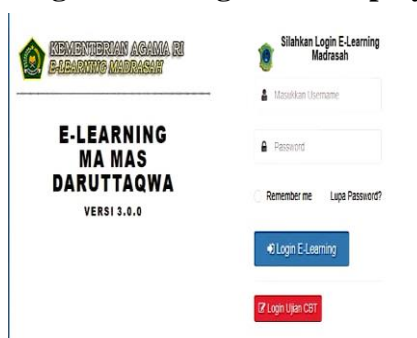 KEMENTERIAN AGAMA RI
E-LEARNING MADRASAH
E-LEARNING
MA MAS
DARUTTAQWA
VERSI 3.0.0
Silahkan Login E-Learning
Madrasah
Masukkan Username
Password
Remember me Lupa Password?
Login E-Learning
Login Ujian CBT